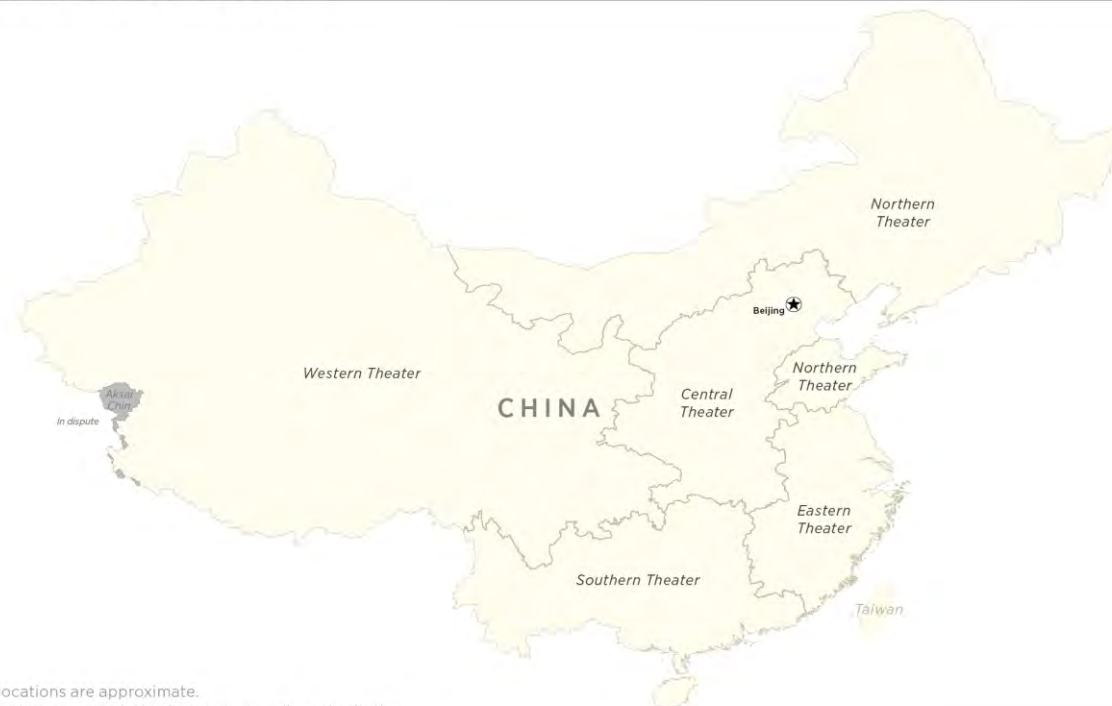 Northern
Theater
Beijing
Western Theater
Northern
Theater
Aksai
Chin
Central
Theater
CHINA
In dispute
Eastern
Theater
Southern Theater
Taiwan
ocations are approximate.